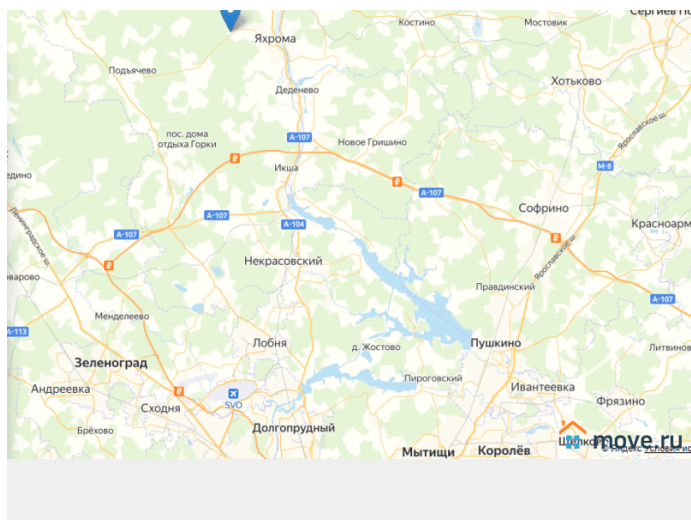 Костино
Мостовик
Сергиев По
Яхрома
Подъячево
Хотьково
Деденево
Ярославское ш.
пос. дома
отдыха Горки
А-107
Новое Гришино
М-8
Икша
едино
А-107
Софрино
Ленинградское ш.
А-107
А-104
Красноарм
А-107
Ярославское ш.
Некрасовский
оварово
Правдинский
А-107
Менделеево
А-113
Лобня
д. Жостово
Пушкино
Литвинов
Зеленоград
Пироговский
Андреевка
Ивантеевка
SVO
Фрязино
Сходня
Брёхово
Долгопрудный
Мытищи
Королёв
Щёлково
move.ru
© Яндекс Условия ис